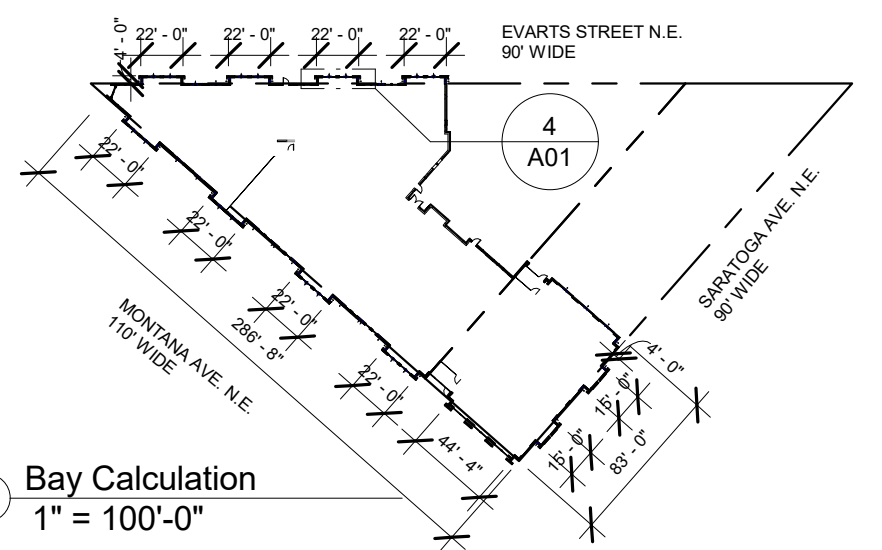 4' - 0"
22' - 0"
22' - 0"
22' - 0"
22' - 0"
EVARTS STREET N.E.
90' WIDE
4
A01
22' - 0"
22' - 0"
22' - 0"
286' - 8"
22' - 0"
44' - 4"
MONTANA AVE. N.E.
110' WIDE
SARATOGA AVE. N.E.
90' WIDE
4' - 0"
15' - 0"
15' - 0"
83' - 0"
Bay Calculation
1" = 100'-0"